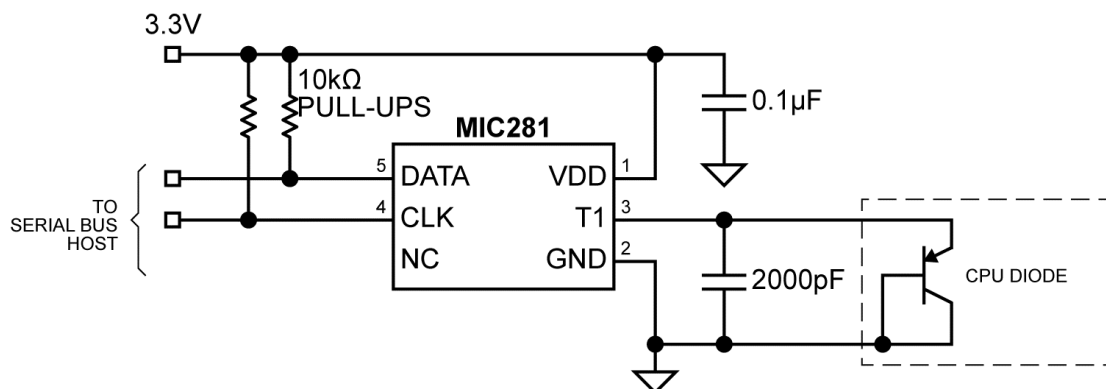 3.3V
10kΩ
PULL-UPS
0.1µF
MIC281
5
DATA
VDD
1
4
CLK
T1
3
NC
GND
2
TO
SERIAL BUS
HOST
2000pF
CPU DIODE